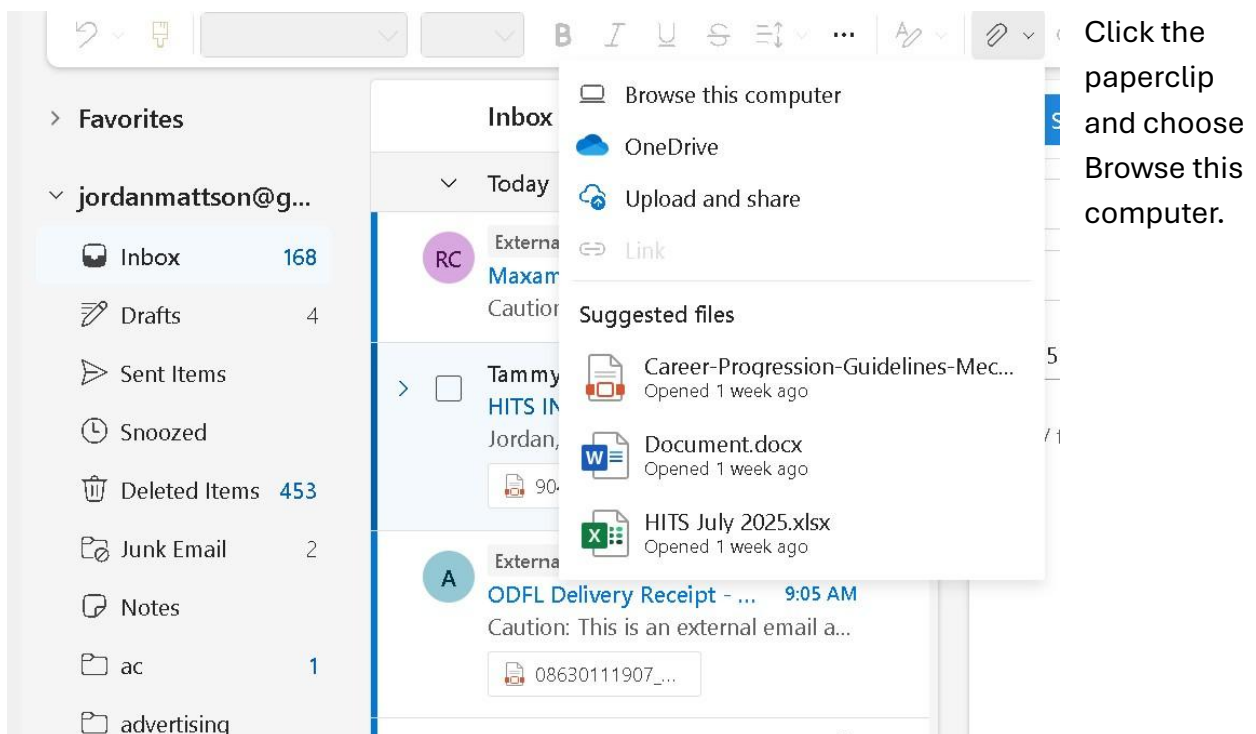 Click the
paperclip
and choose
Browse this
computer.
Favorites
jordanmattson@g...
Inbox 168
Drafts 4
Sent Items
Snoozed
Deleted Items 453
Junk Email 2
Notes
ac 1
advertising
Inbox
Today
RC
Externa
Maxam
Caution
Tammy
HITS IN
Jordan,
904
A
Externa
ODFL Delivery Receipt - ... 9:05 AM
Caution: This is an external email a...
08630111907_...
B I U S ...
Browse this computer
OneDrive
Upload and share
Link
Suggested files
Career-Progression-Guidelines-Mec...
Opened 1 week ago
W
Document.docx
Opened 1 week ago
X
HITS July 2025.xlsx
Opened 1 week ago
S
5